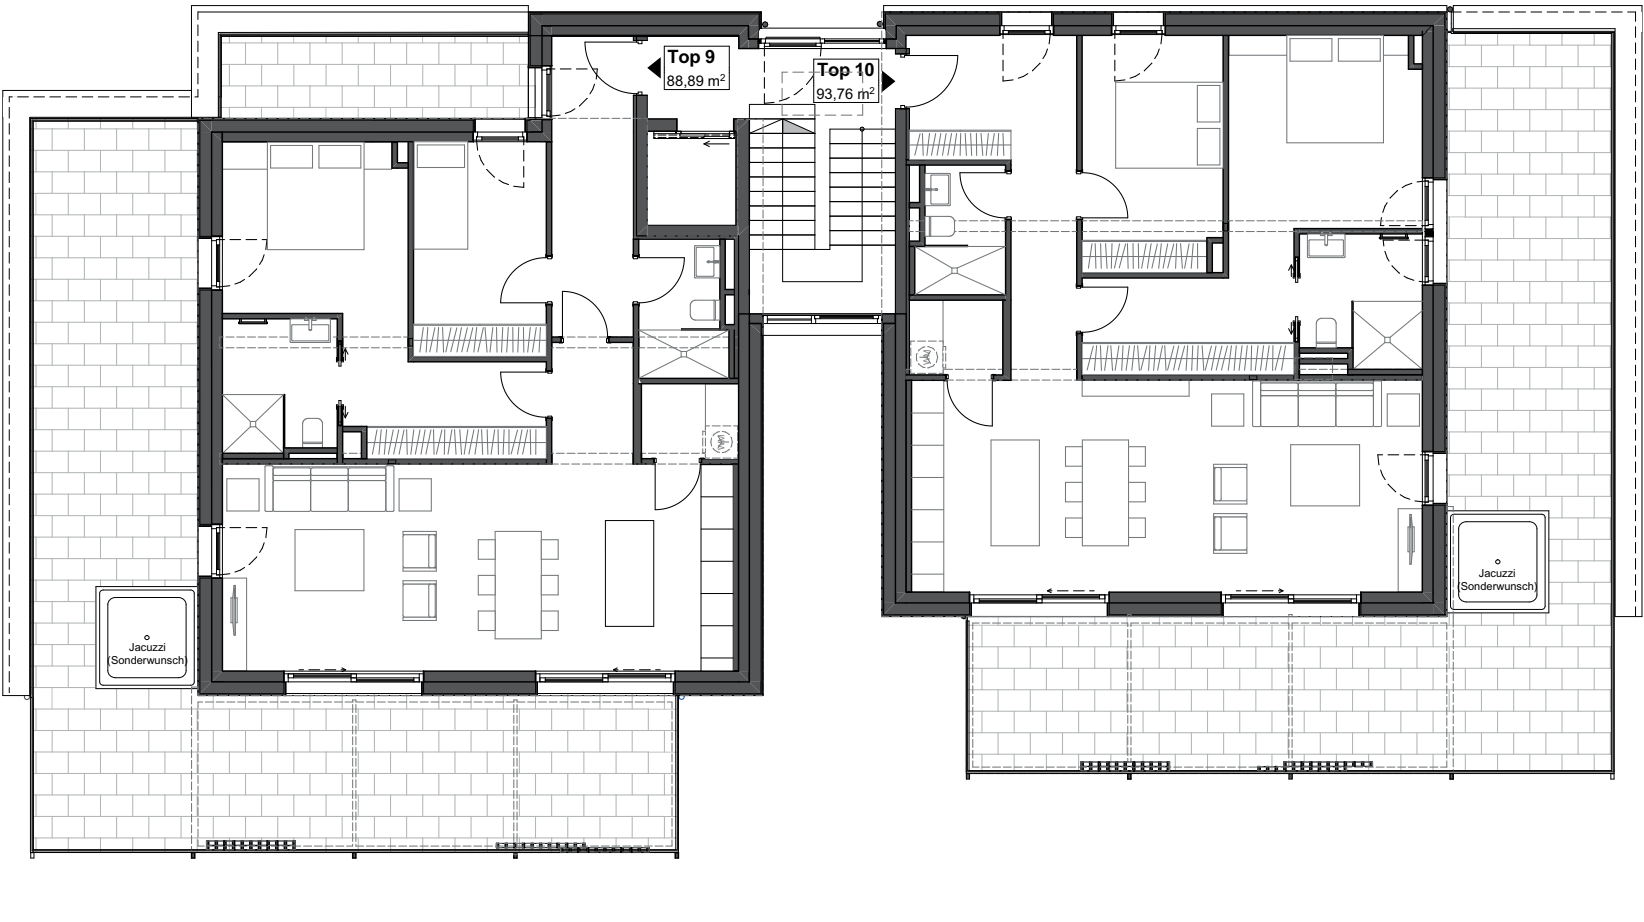 Top 9
88,89 m²
Top 10
93,76 m²
Jacuzzi
(Sonderwunsch)
Jacuzzi
(Sonderwunsch)